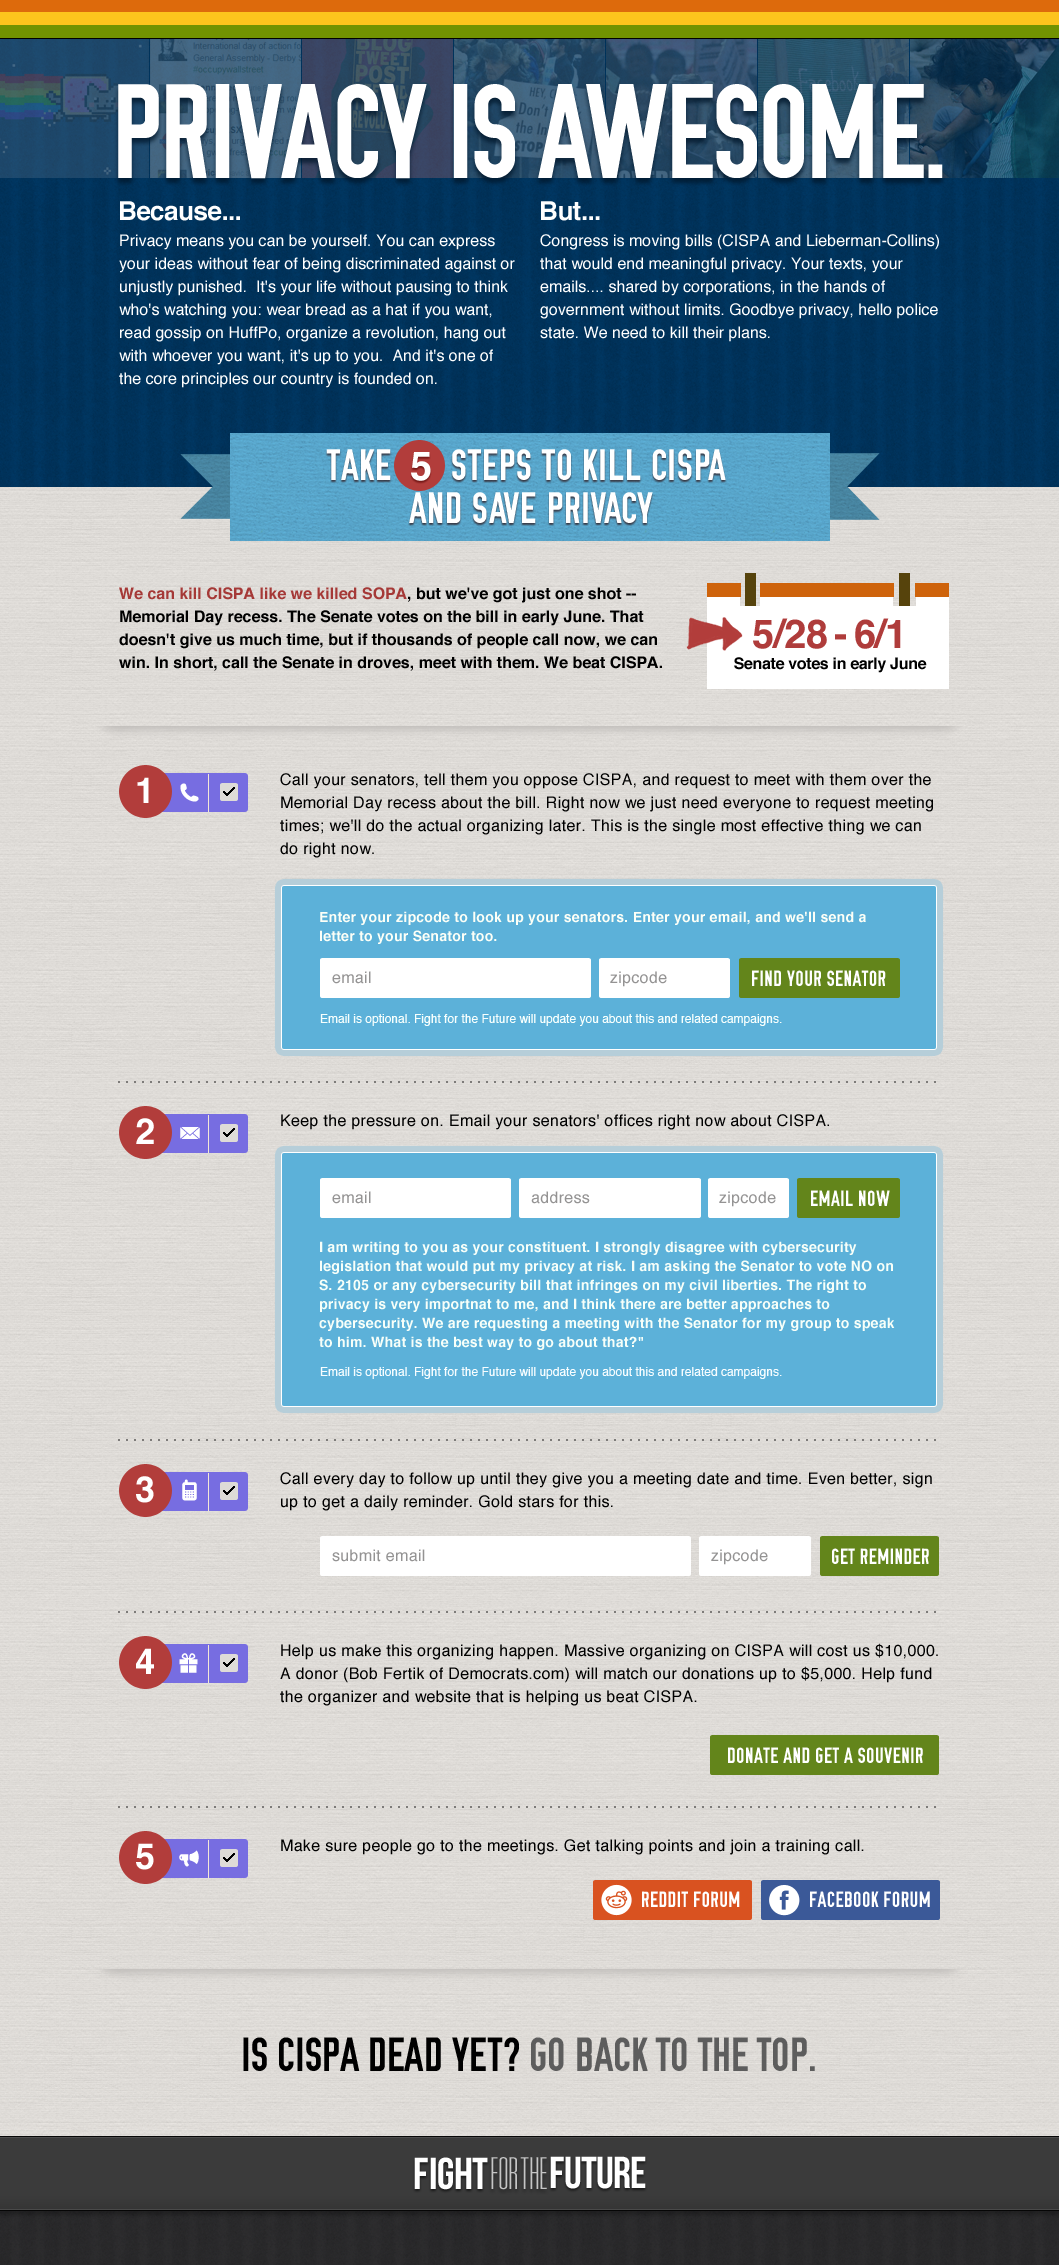 International day of action fo
General Assembly - Derby
#occupywallstreet
BLOG
TWEET
POST
HEY, C
Don't
the In
STOP
Facebook
PRIVACY IS AWESOME.
Because...
Privacy means you can be yourself. You can express
your ideas without fear of being discriminated against or
unjustly punished. It's your life without pausing to think
who's watching you: wear bread as a hat if you want,
read gossip on HuffPo, organize a revolution, hang out
with whoever you want, it's up to you. And it's one of
the core principles our country is founded on.
But...
Congress is moving bills (CISPA and Lieberman-Collins)
that would end meaningful privacy. Your texts, your
emails.... shared by corporations, in the hands of
government without limits. Goodbye privacy, hello police
state. We need to kill their plans.
TAKE 5 STEPS TO KILL CISPA
AND SAVE PRIVACY
We can kill CISPA like we killed SOPA, but we've got just one shot --
Memorial Day recess. The Senate votes on the bill in early June. That
doesn't give us much time, but if thousands of people call now, we can
win. In short, call the Senate in droves, meet with them. We beat CISPA.
5/28 - 6/1
Senate votes in early June
1
Call your senators, tell them you oppose CISPA, and request to meet with them over the
Memorial Day recess about the bill. Right now we just need everyone to request meeting
times; we'll do the actual organizing later. This is the single most effective thing we can
do right now.
Enter your zipcode to look up your senators. Enter your email, and we'll send a
letter to your Senator too.
email zipcode FIND YOUR SENATOR
Email is optional. Fight for the Future will update you about this and related campaigns.
2
Keep the pressure on. Email your senators' offices right now about CISPA.
email address zipcode EMAIL NOW
I am writing to you as your constituent. I strongly disagree with cybersecurity
legislation that would put my privacy at risk. I am asking the Senator to vote NO on
S. 2105 or any cybersecurity bill that infringes on my civil liberties. The right to
privacy is very importnat to me, and I think there are better approaches to
cybersecurity. We are requesting a meeting with the Senator for my group to speak
to him. What is the best way to go about that?"
Email is optional. Fight for the Future will update you about this and related campaigns.
3
Call every day to follow up until they give you a meeting date and time. Even better, sign
up to get a daily reminder. Gold stars for this.
submit email zipcode GET REMINDER
4
Help us make this organizing happen. Massive organizing on CISPA will cost us $10,000.
A donor (Bob Fertik of Democrats.com) will match our donations up to $5,000. Help fund
the organizer and website that is helping us beat CISPA.
DONATE AND GET A SOUVENIR
5
Make sure people go to the meetings. Get talking points and join a training call.
REDDIT FORUM FACEBOOK FORUM
IS CISPA DEAD YET? GO BACK TO THE TOP.
FIGHT FOR THE FUTURE